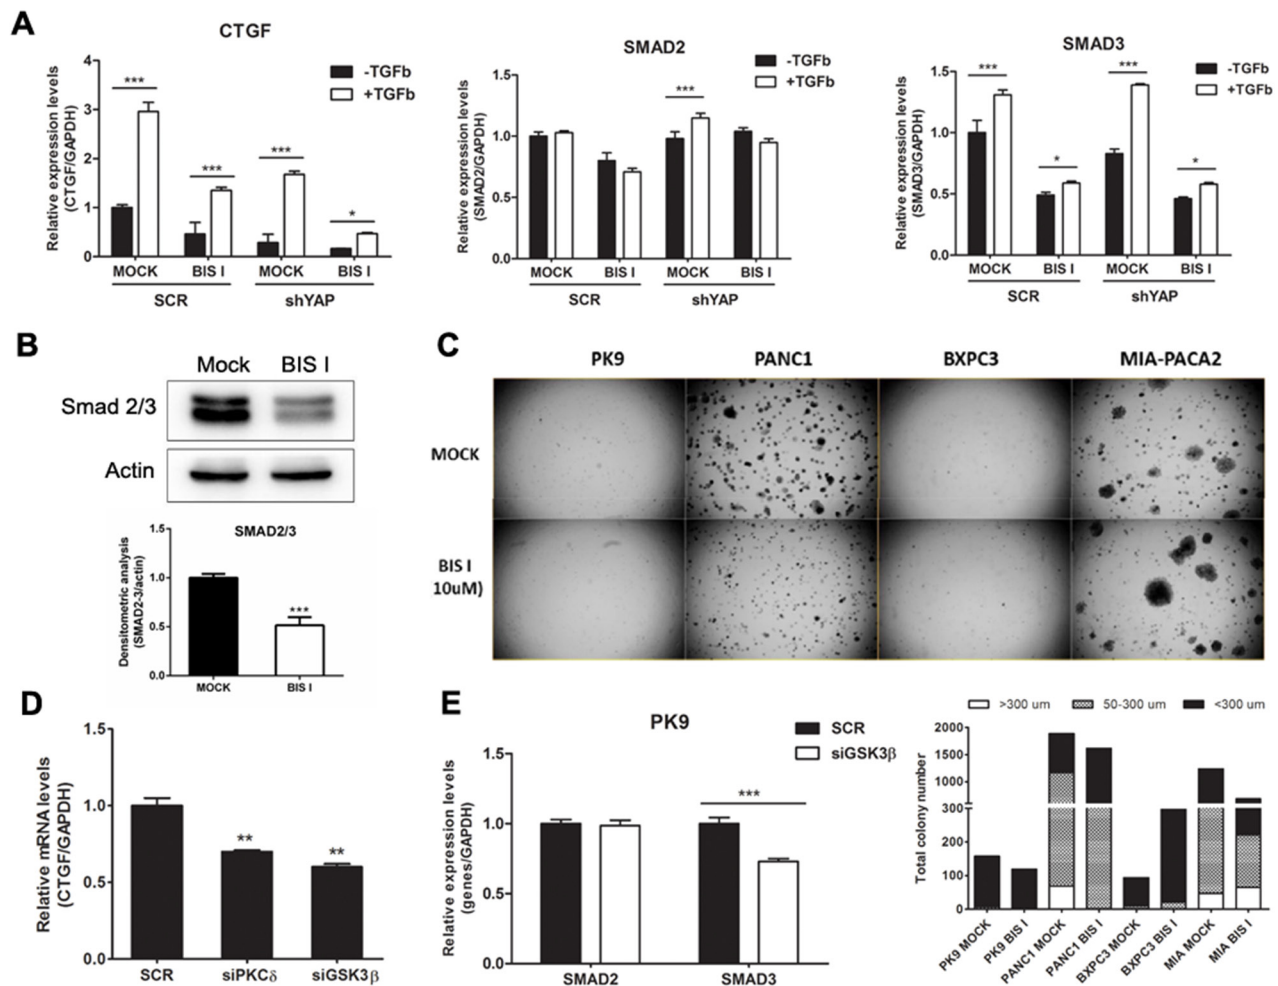 A
CTGF
-TGFb
+TGFb
Relative expression levels
(CTGF/GAPDH)
4
3
2
1
0
***
***
***
*
MOCK BIS I MOCK BIS I
SCR shYAP
SMAD2
-TGFb
+TGFb
Relative expression levels
(SMAD2/GAPDH)
1.5
1.0
0.5
0.0
***
MOCK BIS I MOCK BIS I
SCR shYAP
SMAD3
-TGFb
+TGFb
Relative expression levels
(SMAD3/GAPDH)
1.5
1.0
0.5
0.0
***
*
***
*
MOCK BIS I MOCK BIS I
SCR shYAP
B
Mock BIS I
Smad 2/3
Actin
SMAD2/3
Densitometric analysis
(SMAD2-3/actin)
1.5
1.0
0.5
0.0
***
MOCK BIS I
C
PK9 PANC1 BXPC3 MIA-PACA2
MOCK
BIS I
10uM)
D
Relative mRNA levels
(CTGF/GAPDH)
1.5
1.0
0.5
0.0
**
**
SCR siPKCδ siGSK3β
E
PK9
SCR
siGSK3β
Relative expression levels
(genes/GAPDH)
1.5
1.0
0.5
0.0
***
SMAD2 SMAD3
>300 um 50-300 um <300 um
Total colony number
2000
1500
1000
300
200
100
0
PK9 MOCK
PK9 BIS I
PANC1 MOCK
PANC1 BIS I
BXPC3 MOCK
BXPC3 BIS I
MIA MOCK
MIA BIS I